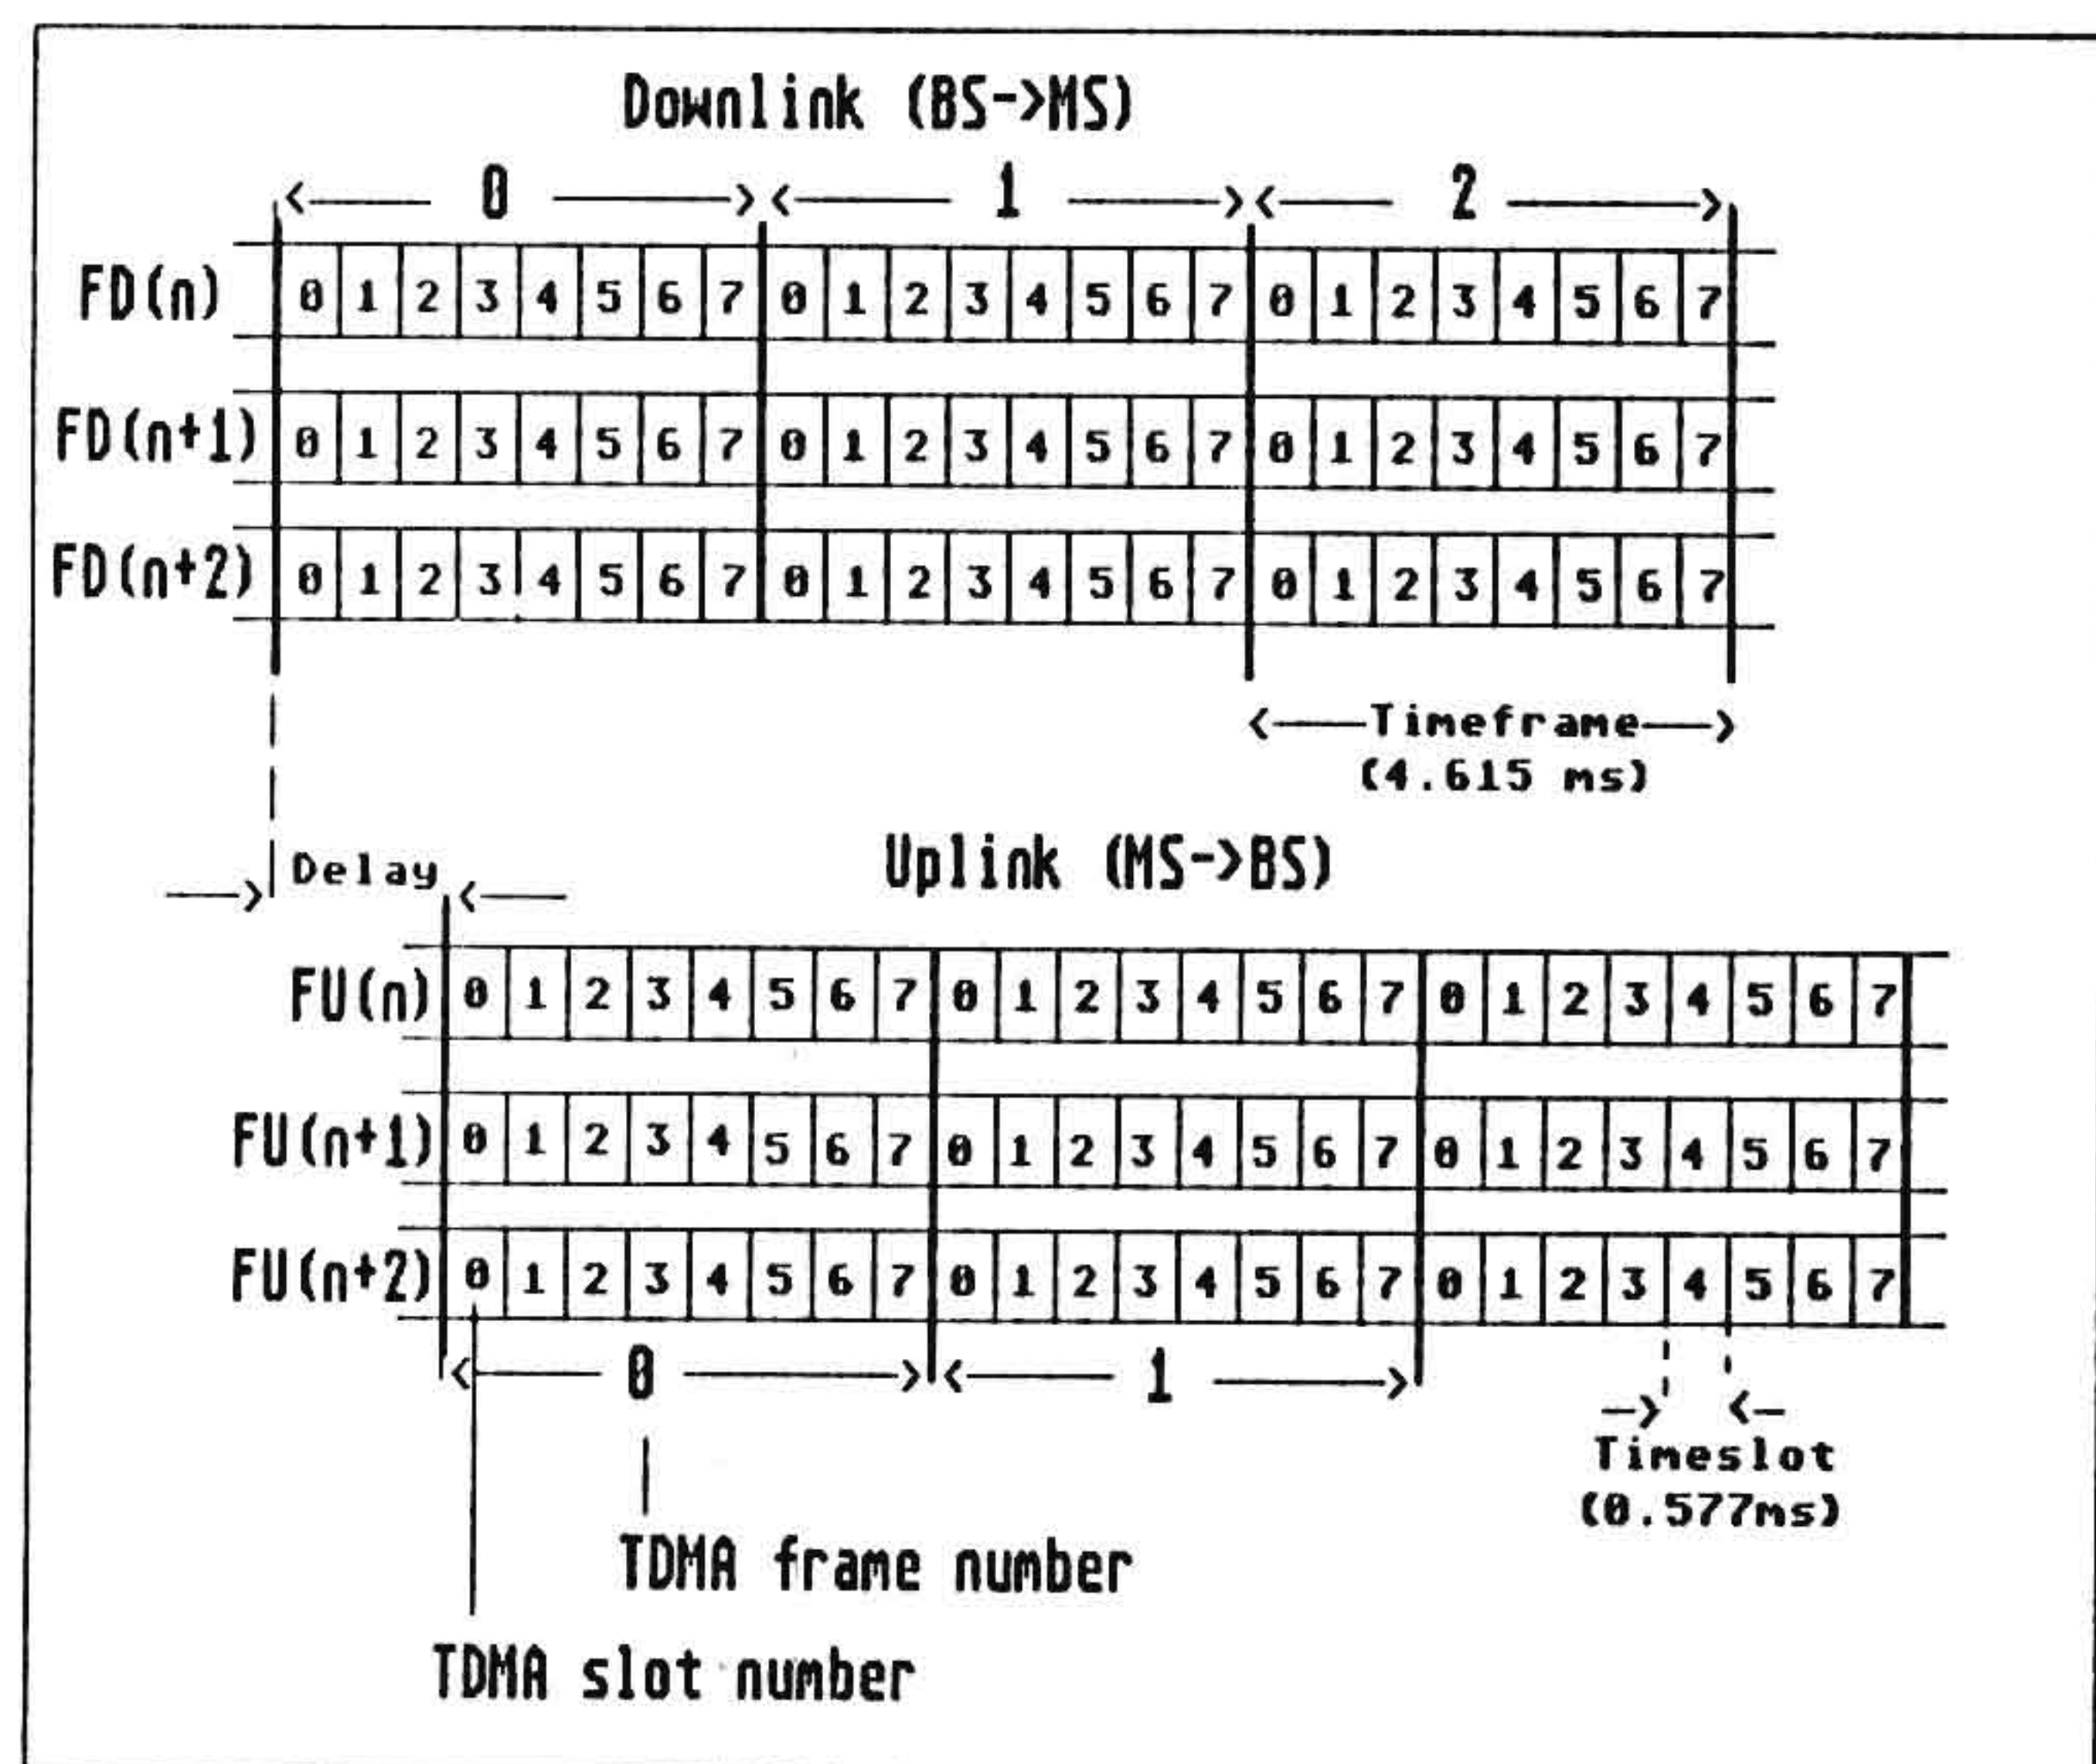 Downlink (BS->MS)
<— 0 —><— 1 —><— 2 —>
FD(n) 0 1 2 3 4 5 6 7 0 1 2 3 4 5 6 7 0 1 2 3 4 5 6 7
FD(n+1) 0 1 2 3 4 5 6 7 0 1 2 3 4 5 6 7 0 1 2 3 4 5 6 7
FD(n+2) 0 1 2 3 4 5 6 7 0 1 2 3 4 5 6 7 0 1 2 3 4 5 6 7
<—Timeframe—>
(4.615 ms)
Uplink (MS->BS)
—> Delay <—
FU(n) 0 1 2 3 4 5 6 7 0 1 2 3 4 5 6 7 0 1 2 3 4 5 6 7
FU(n+1) 0 1 2 3 4 5 6 7 0 1 2 3 4 5 6 7 0 1 2 3 4 5 6 7
FU(n+2) 0 1 2 3 4 5 6 7 0 1 2 3 4 5 6 7 0 1 2 3 4 5 6 7
<— 0 —><— 1 —>
—> <—
Timeslot
(0.577ms)
TDMA frame number
TDMA slot number